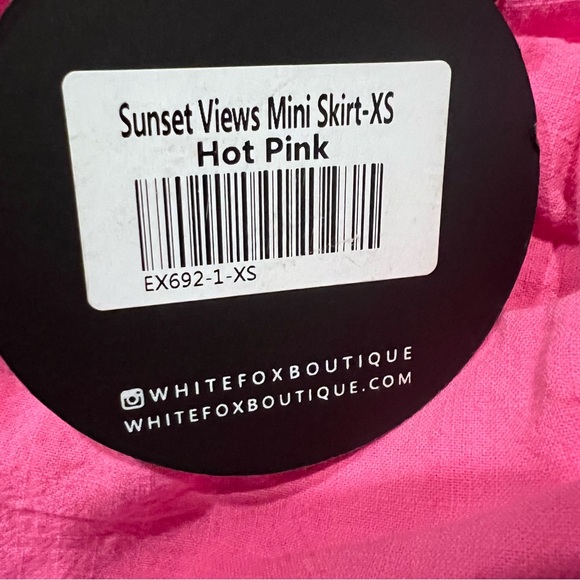 Sunset Views Mini Skirt-XS
Hot Pink
EX692-1-XS
WHITEFOXBOUTIQUE
WHITEFOXBOUTIQUE.COM